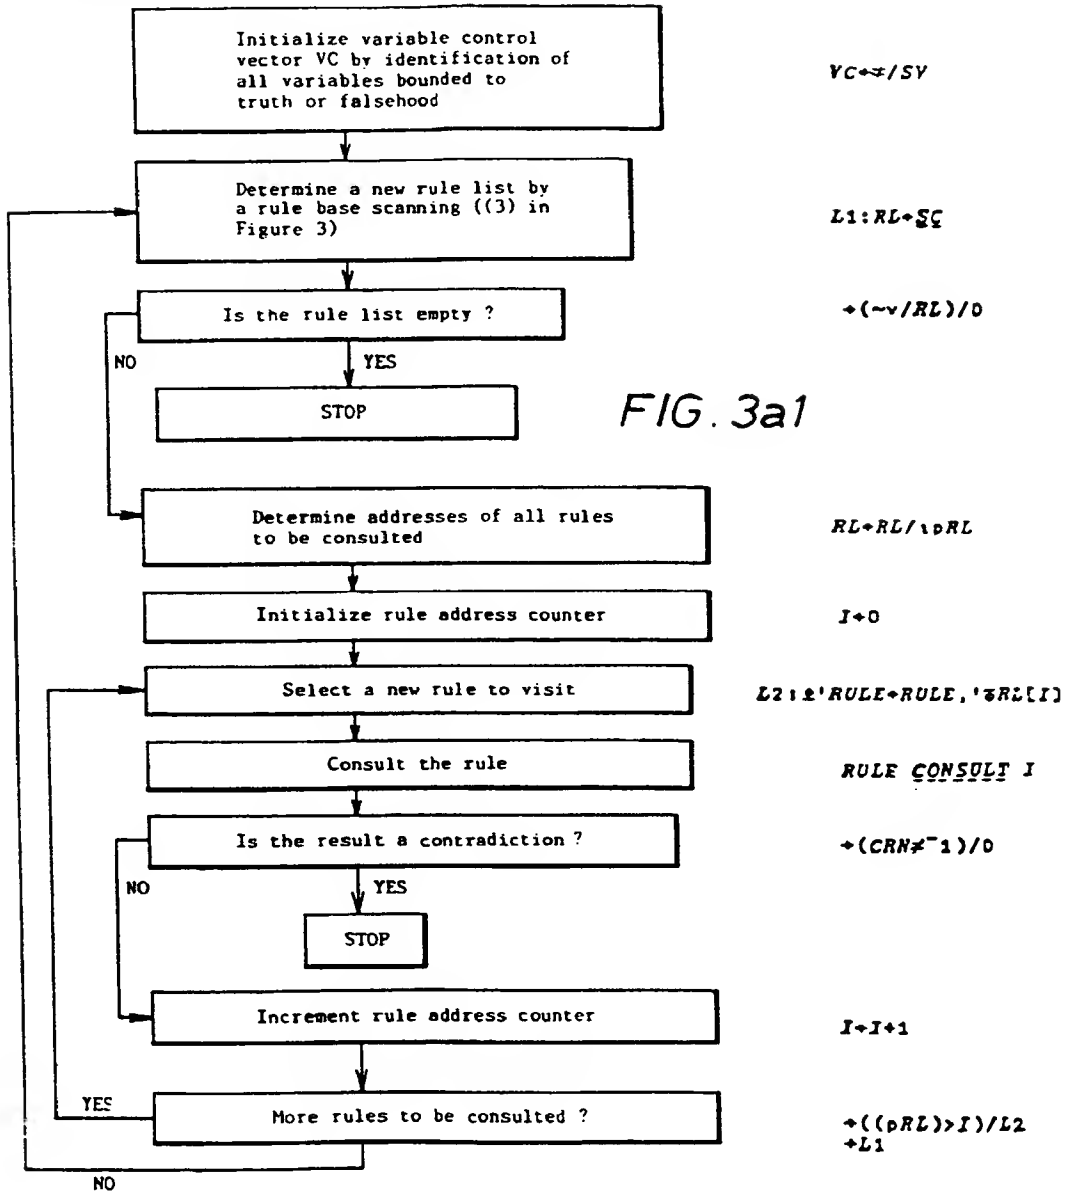 Initialize variable control
vector VC by identification of
all variables bounded to
truth or falsehood
VC←≠/SV
Determine a new rule list by
a rule base scanning ((3) in
Figure 3)
L1:RL←SC
Is the rule list empty ?
→(~∨/RL)/0
NO
YES
STOP
FIG. 3a1
Determine addresses of all rules
to be consulted
RL←RL/⍳⍴RL
Initialize rule address counter
I←0
Select a new rule to visit
L2:⍎'RULE←RULE,'⍕RL[I]
Consult the rule
RULE CONSULT I
Is the result a contradiction ?
→(CRN≠¯1)/0
NO
YES
STOP
Increment rule address counter
I←I+1
YES
More rules to be consulted ?
→((⍴RL)>I)/L2
→L1
NO